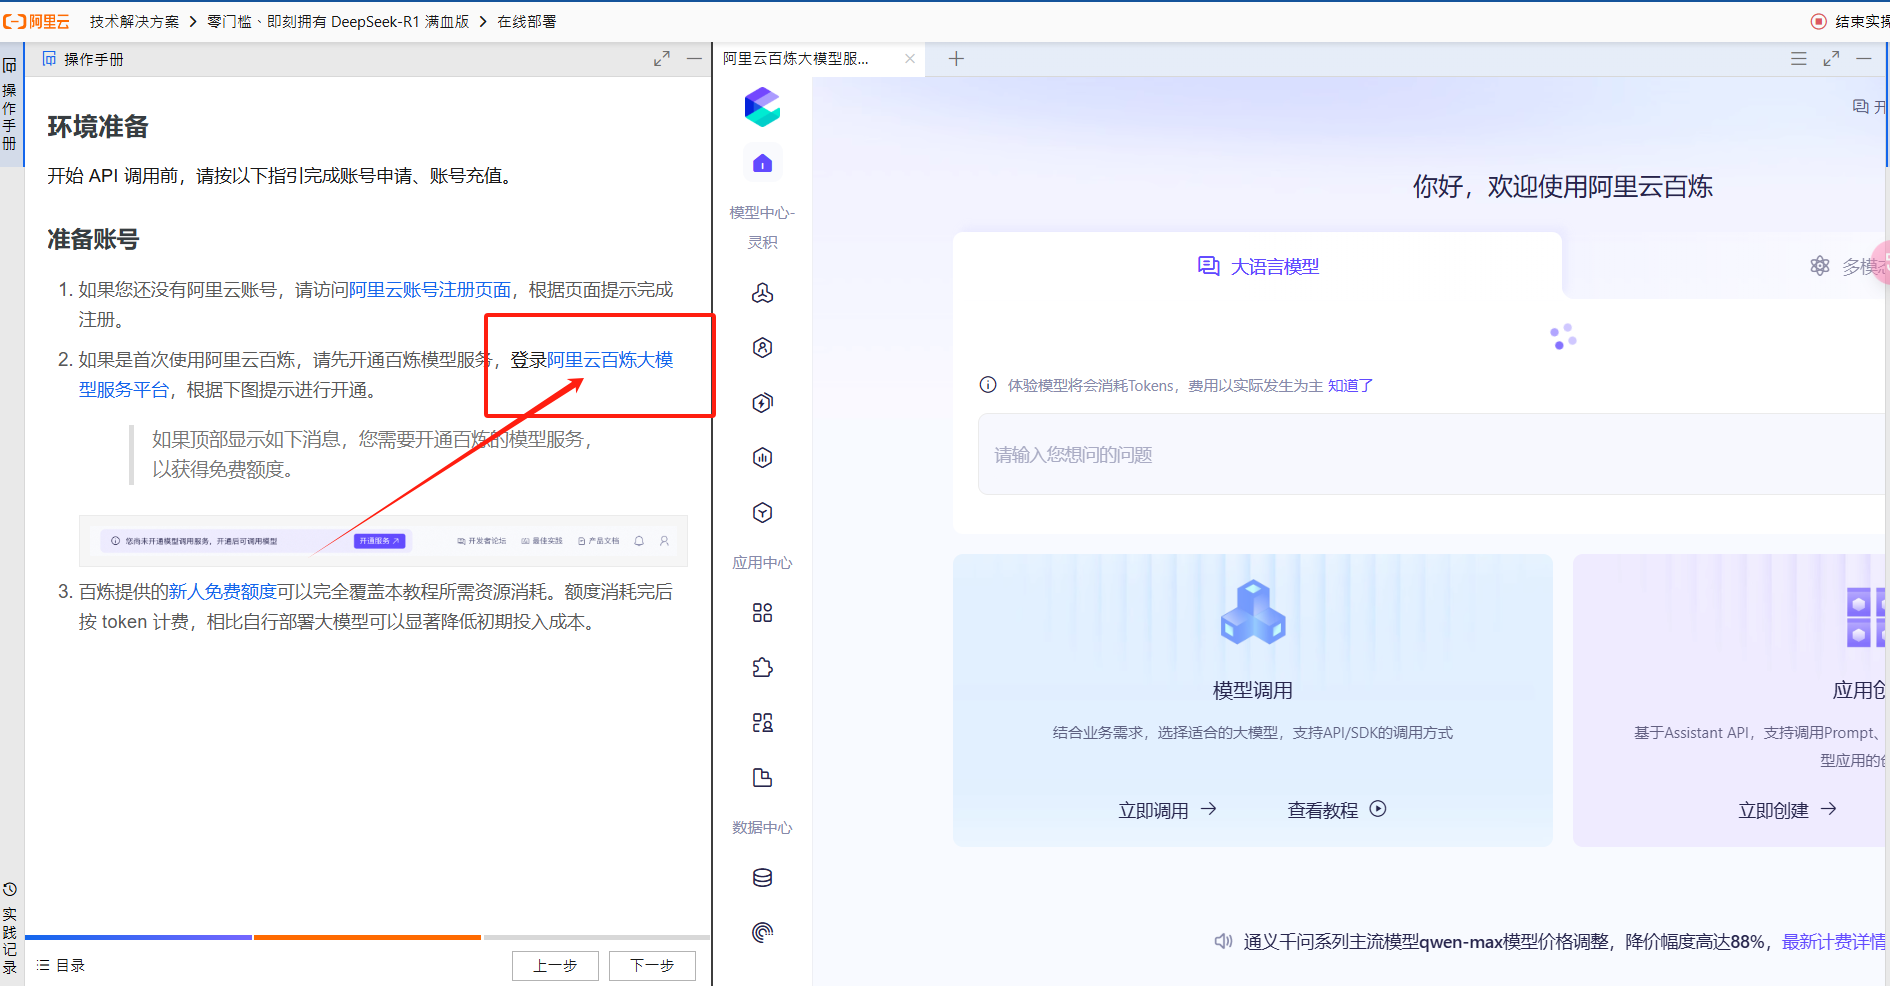 阿里云
技术解决方案 > 零门槛、即刻拥有 DeepSeek-R1 满血版 > 在线部署
结束实操
操作手册
操作手册
阿里云百炼大模型服...
环境准备
开始 API 调用前，请按以下指引完成账号申请、账号充值。
准备账号
1. 如果您还没有阿里云账号，请访问阿里云账号注册页面，根据页面提示完成
注册。
2. 如果是首次使用阿里云百炼，请先开通百炼模型服务，登录阿里云百炼大模
型服务平台，根据下图提示进行开通。
如果顶部显示如下消息，您需要开通百炼的模型服务，
以获得免费额度。
您尚未开通模型调用服务，开通后可调用模型
开通服务
开发者论坛
最佳实践
产品文档
3. 百炼提供的新人免费额度可以完全覆盖本教程所需资源消耗。额度消耗完后
按 token 计费，相比自行部署大模型可以显著降低初期投入成本。
实践记录
目录
上一步
下一步
模型中心-
灵积
应用中心
数据中心
开
你好，欢迎使用阿里云百炼
大语言模型
多模态
体验模型将会消耗Tokens，费用以实际发生为主 知道了
请输入您想问的问题
模型调用
结合业务需求，选择适合的大模型，支持API/SDK的调用方式
立即调用
查看教程
应用创
基于Assistant API，支持调用Prompt、
型应用的创
立即创建
通义千问系列主流模型qwen-max模型价格调整，降价幅度高达88%，最新计费详情